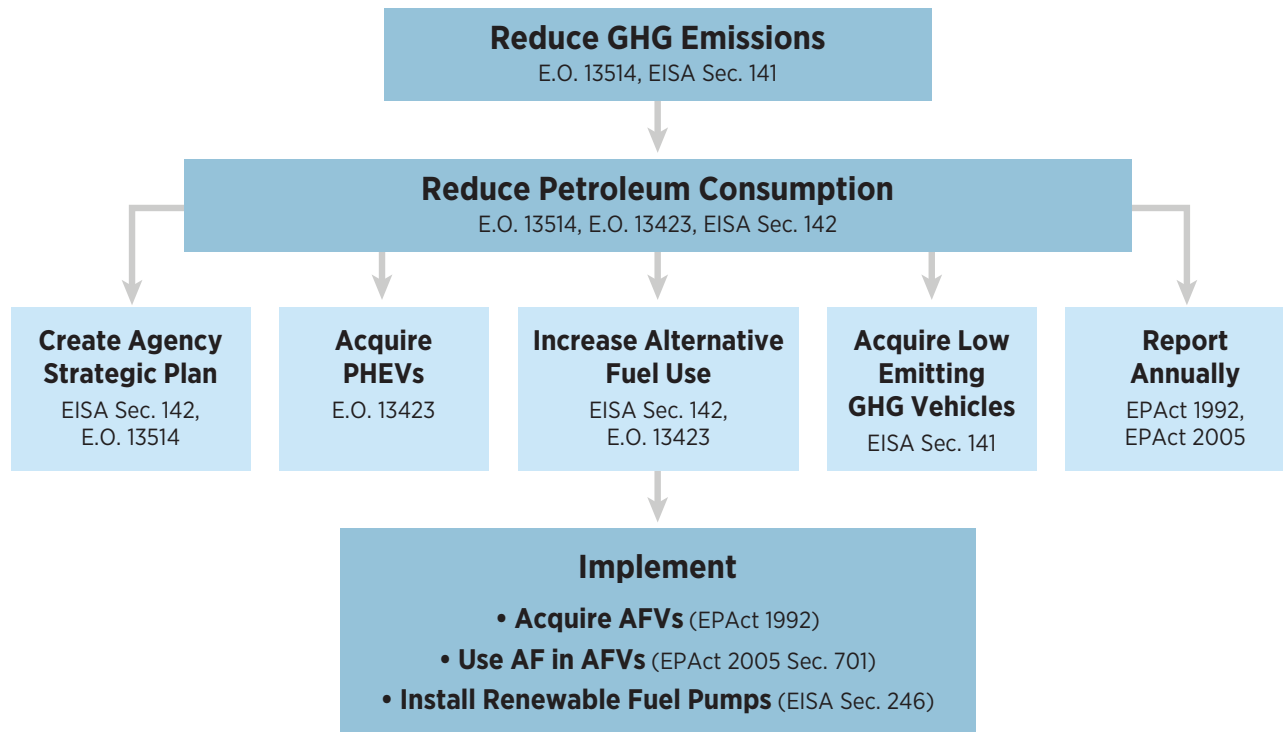 Reduce GHG Emissions
E.O. 13514, EISA Sec. 141
Reduce Petroleum Consumption
E.O. 13514, E.O. 13423, EISA Sec. 142
Create Agency
Strategic Plan
EISA Sec. 142,
E.O. 13514
Acquire
PHEVs
E.O. 13423
Increase Alternative
Fuel Use
EISA Sec. 142,
E.O. 13423
Acquire Low
Emitting
GHG Vehicles
EISA Sec. 141
Report
Annually
EPAct 1992,
EPAct 2005
Implement
• Acquire AFVs (EPAct 1992)
• Use AF in AFVs (EPAct 2005 Sec. 701)
• Install Renewable Fuel Pumps (EISA Sec. 246)